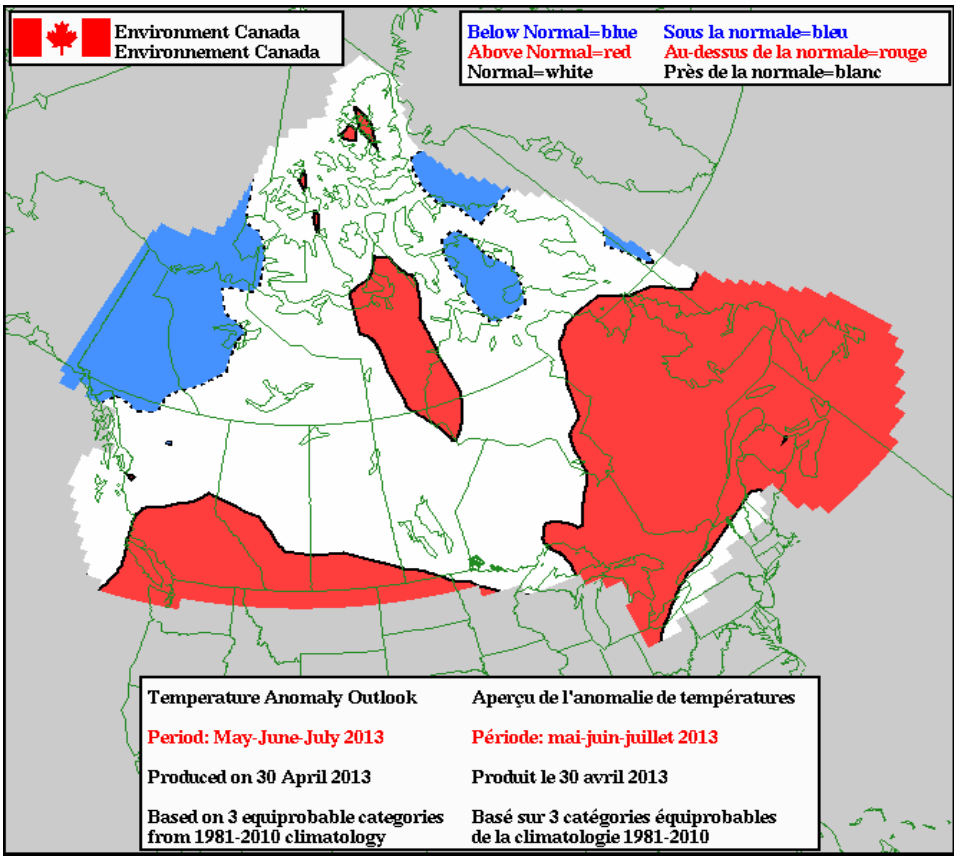 Environment Canada
Environnement Canada
Below Normal=blue Sous la normale=bleu
Above Normal=red Au-dessus de la normale=rouge
Normal=white Près de la normale=blanc
Temperature Anomaly Outlook Aperçu de l'anomalie de températures
Period: May-June-July 2013 Période: mai-juin-juillet 2013
Produced on 30 April 2013 Produit le 30 avril 2013
Based on 3 equiprobable categories Basé sur 3 catégories équiprobables
from 1981-2010 climatology de la climatologie 1981-2010